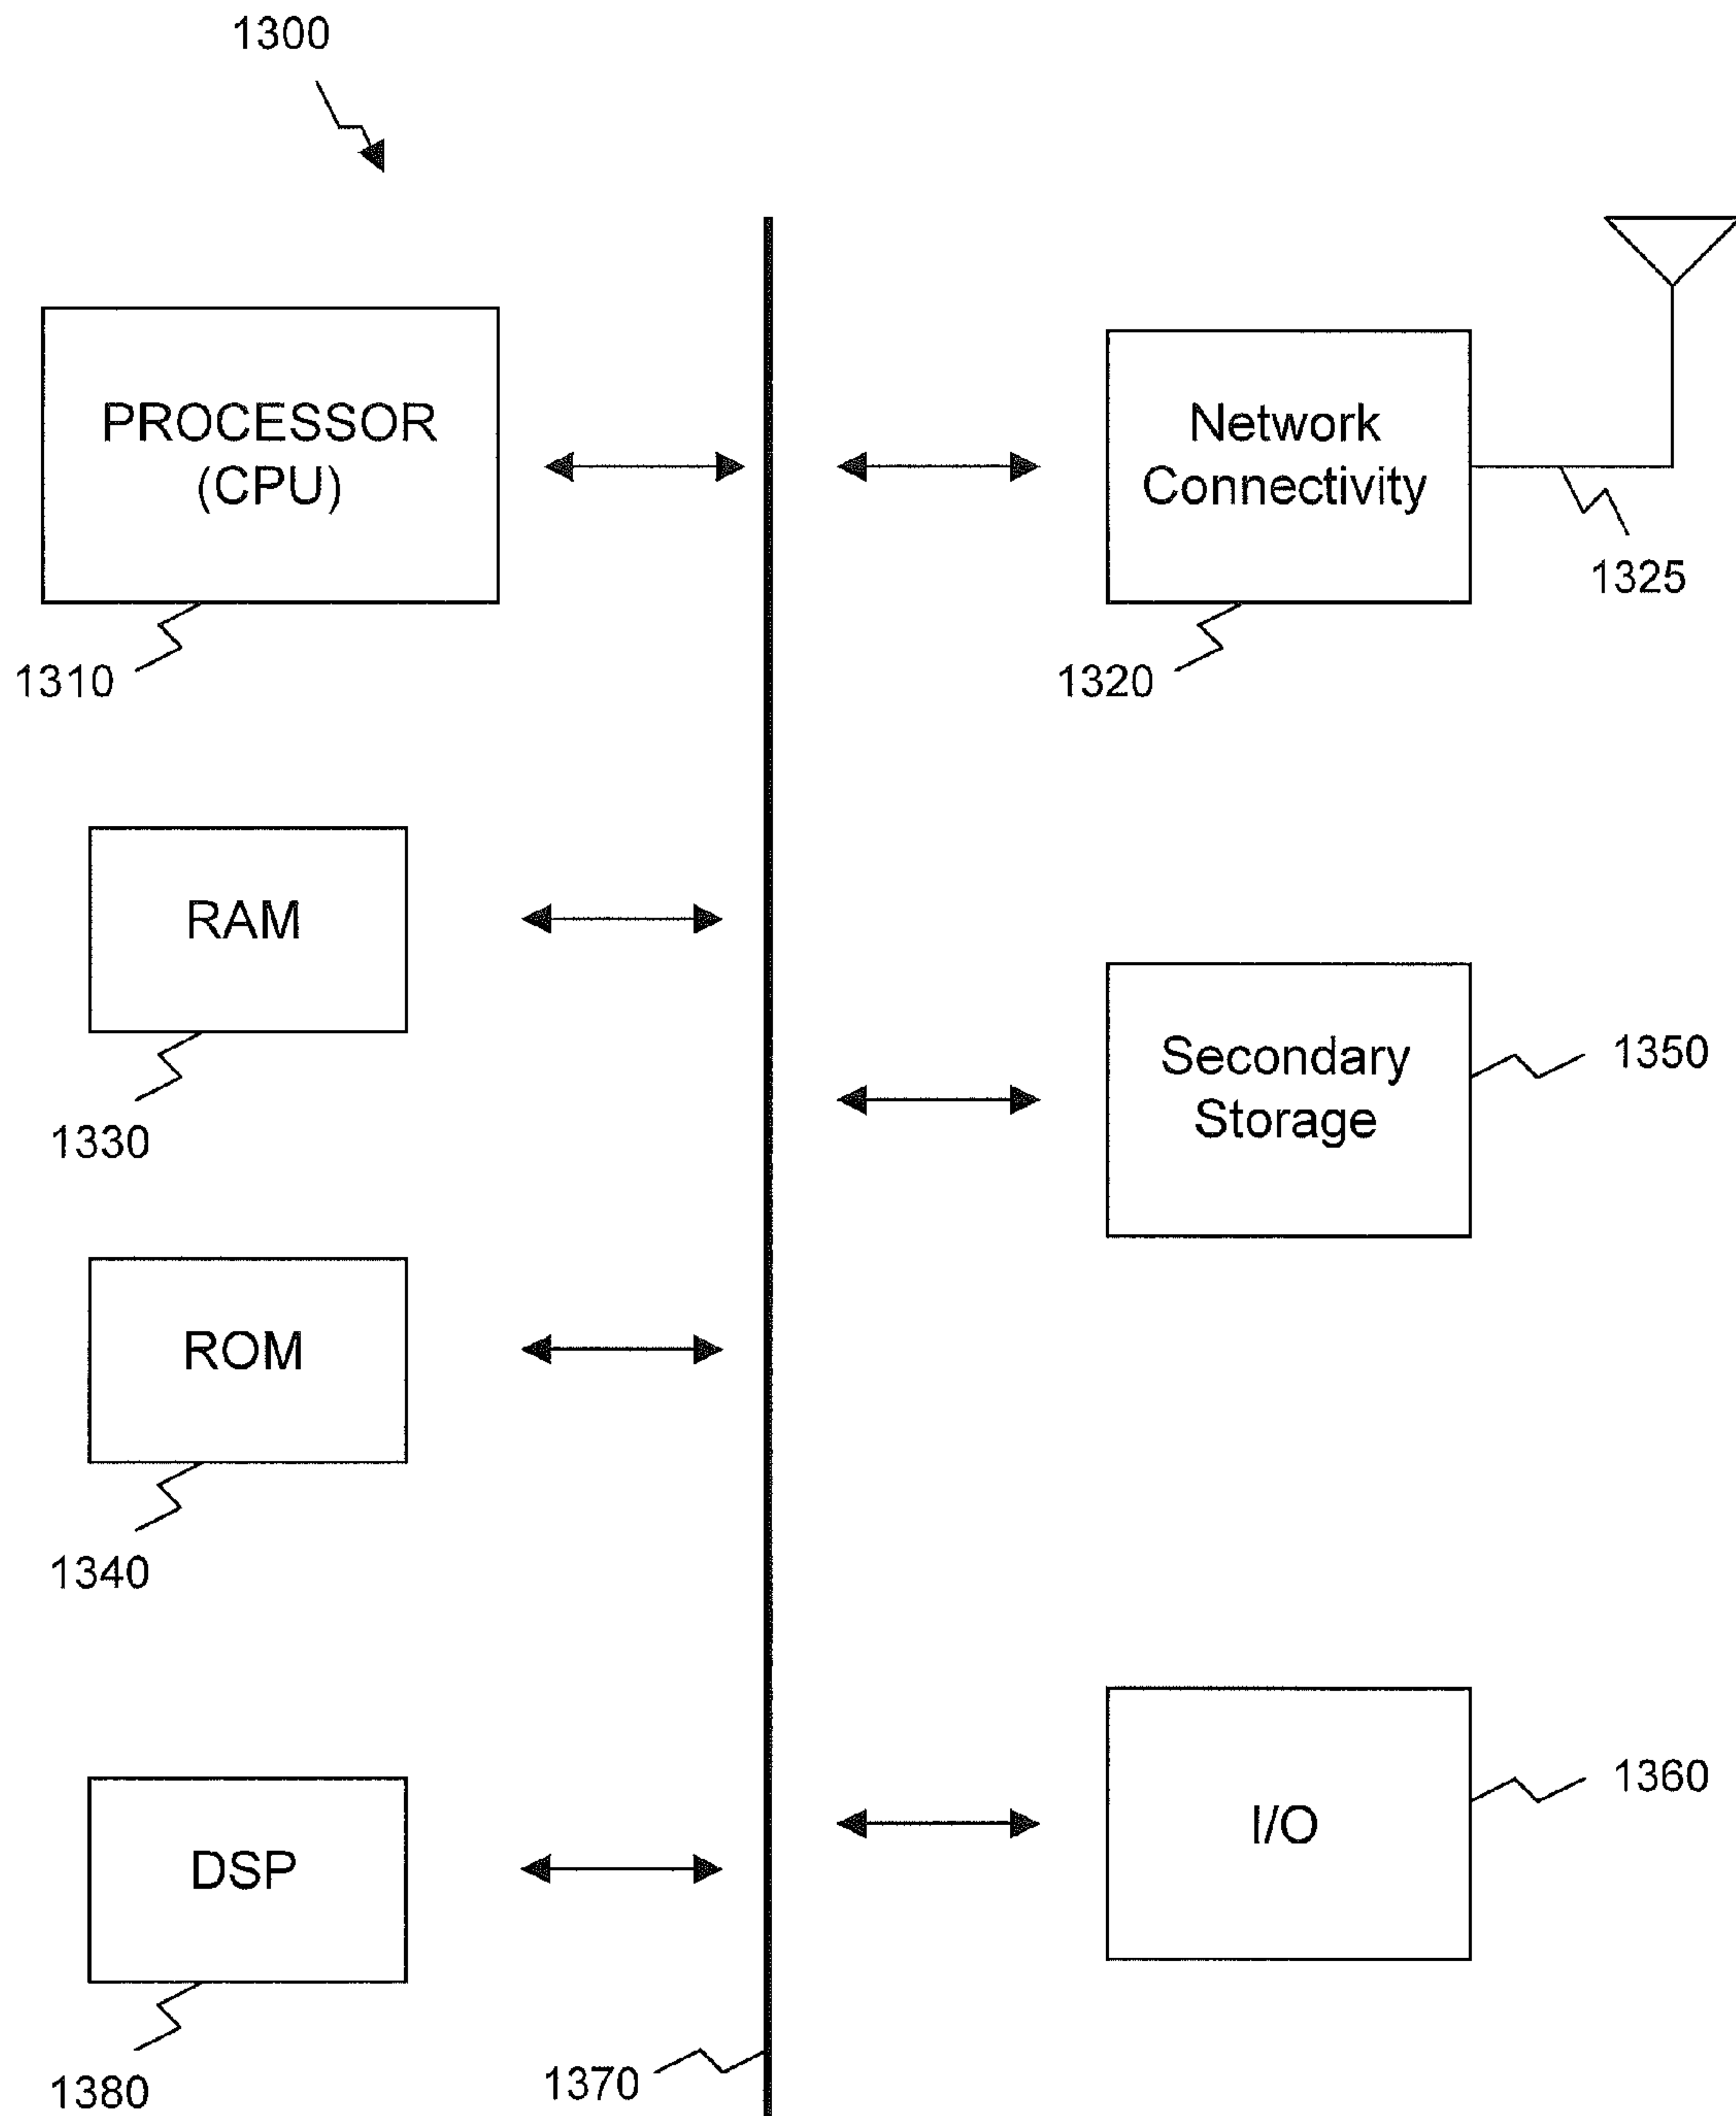 1300
PROCESSOR
(CPU)
1310
Network
Connectivity
1325
1320
RAM
1330
Secondary
Storage
1350
ROM
1340
I/O
1360
DSP
1380
1370